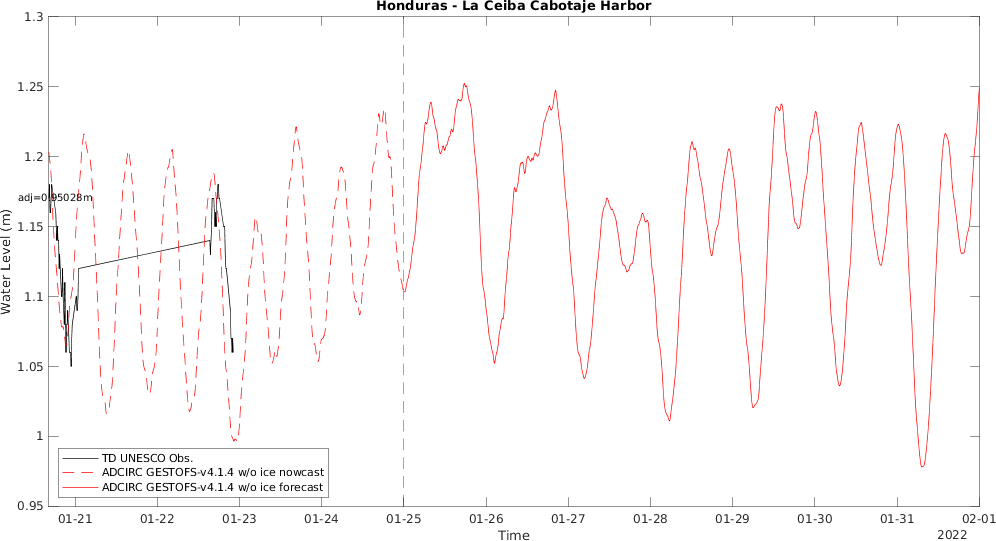 Honduras - La Ceiba Cabotaje Harbor
1.3
1.25
1.2
1.15
1.1
1.05
1
0.95
Water Level (m)
adj=0.95028m
TD UNESCO Obs.
ADCIRC GESTOFS-v4.1.4 w/o ice nowcast
ADCIRC GESTOFS-v4.1.4 w/o ice forecast
01-21 01-22 01-23 01-24 01-25 01-26 01-27 01-28 01-29 01-30 01-31 02-01
Time
2022